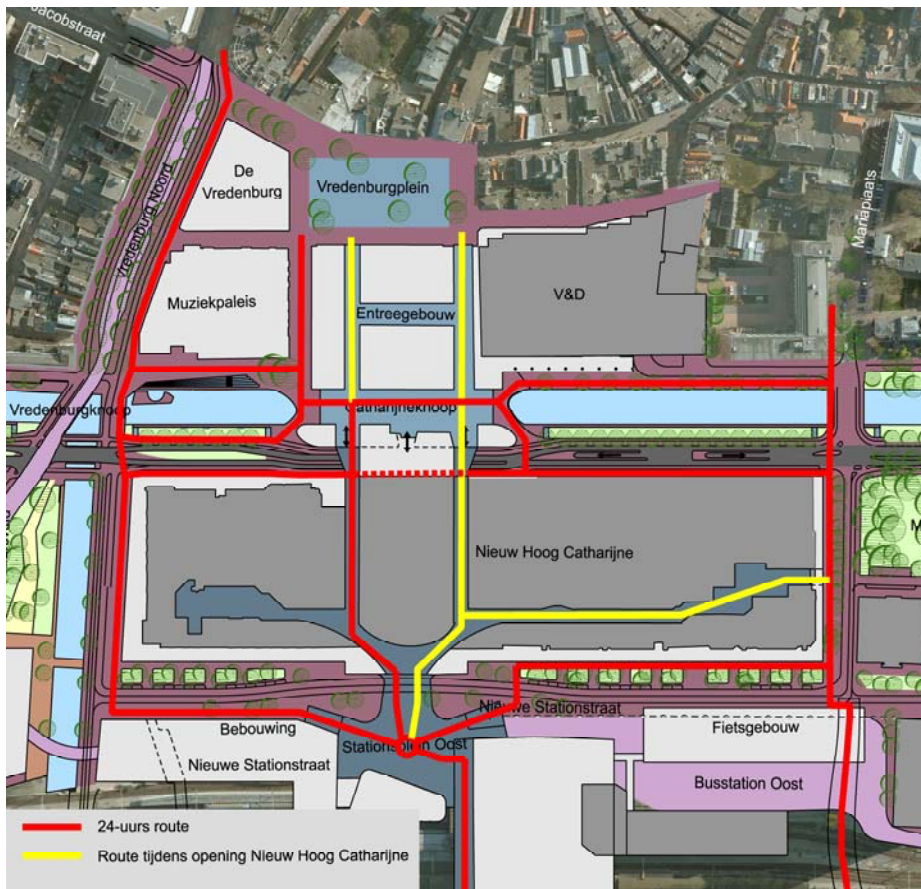 Jacobstraat
Vredenburg Noord
De
Vredenburg
Vredenburgplein
Mariaplaats
Muziekpaleis
Entreegebouw
V&D
Vredenburgknoop
Catharijneknoop
Nieuw Hoog Catharijne
M
Nieuwe Stationstraat
Bebouwing
Nieuwe Stationstraat
Stationsplein Oost
Fietsgebouw
Busstation Oost
24-uurs route
Route tijdens opening Nieuw Hoog Catharijne